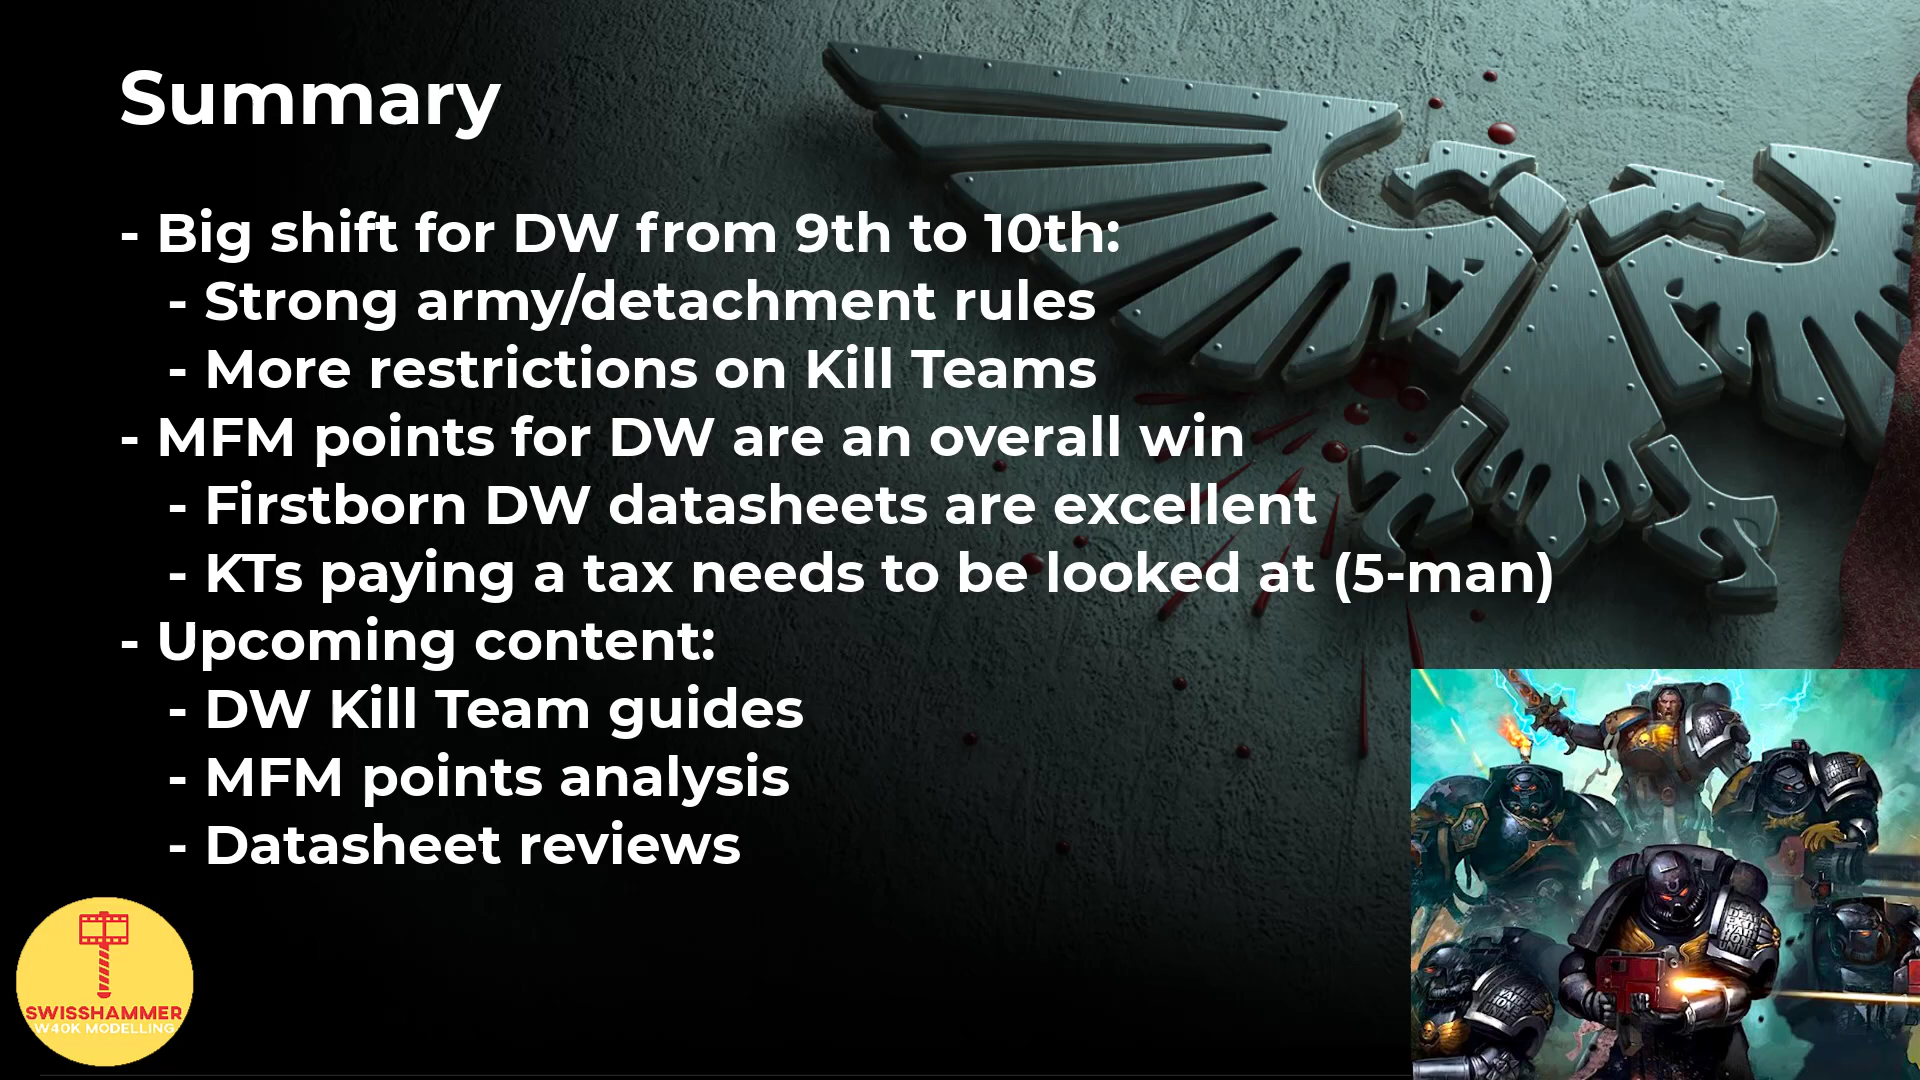 Summary
- Big shift for DW from 9th to 10th:
- Strong army/detachment rules
- More restrictions on Kill Teams
- MFM points for DW are an overall win
- Firstborn DW datasheets are excellent
- KTs paying a tax needs to be looked at (5-man)
- Upcoming content:
- DW Kill Team guides
- MFM points analysis
- Datasheet reviews
SWISSHAMMER
W40K MODELLING